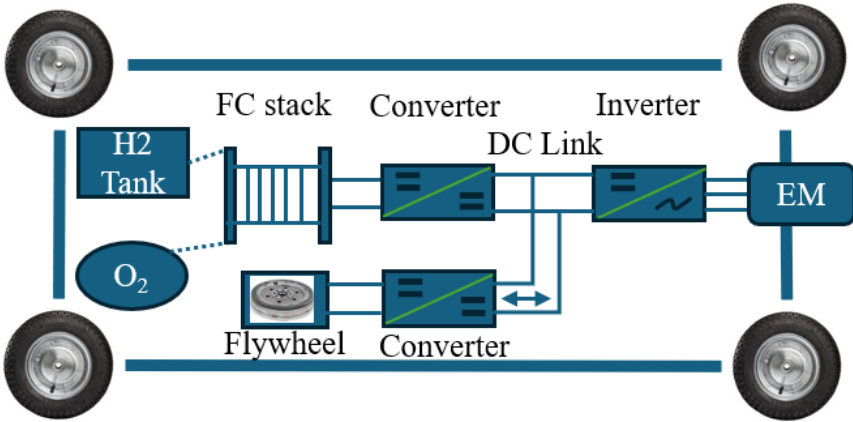 FC stack
Converter
Inverter
H2
Tank
DC Link
EM
O₂
Flywheel
Converter